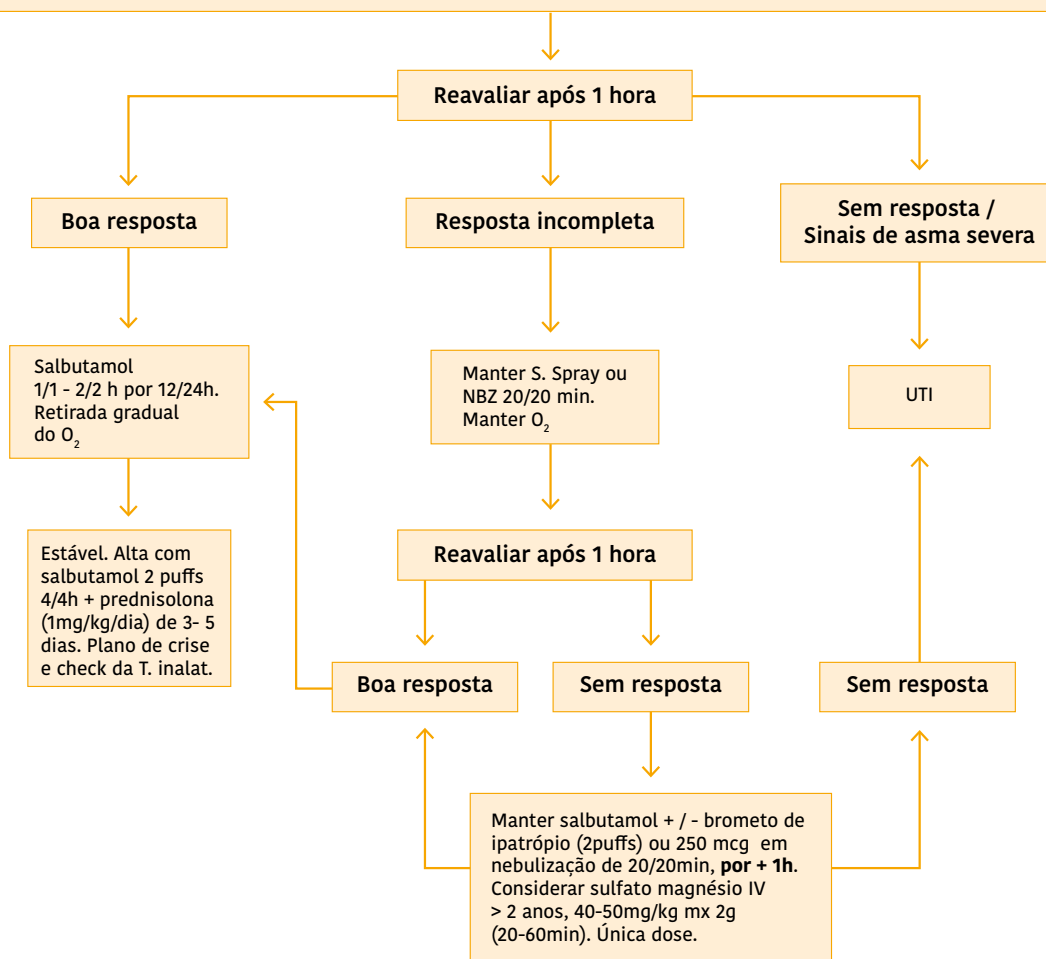 Reavaliar após 1 hora
Boa resposta
Resposta incompleta
Sem resposta /
Sinais de asma severa
Salbutamol
1/1 - 2/2 h por 12/24h.
Retirada gradual
do O₂
Manter S. Spray ou
NBZ 20/20 min.
Manter O₂
UTI
Estável. Alta com
salbutamol 2 puffs
4/4h + prednisolona
(1mg/kg/dia) de 3- 5
dias. Plano de crise
e check da T. inalat.
Reavaliar após 1 hora
Boa resposta
Sem resposta
Sem resposta
Manter salbutamol + / - brometo de
ipatrópio (2puffs) ou 250 mcg em
nebulização de 20/20min, por + 1h.
Considerar sulfato magnésio IV
> 2 anos, 40-50mg/kg mx 2g
(20-60min). Única dose.